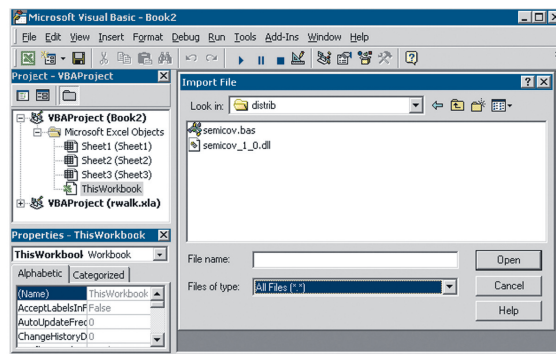 Microsoft Visual Basic - Book2
File Edit View Insert Format Debug Run Tools Add-Ins Window Help
Project - VBAProject
VBAProject (Book2)
Microsoft Excel Objects
Sheet1 (Sheet1)
Sheet2 (Sheet2)
Sheet3 (Sheet3)
ThisWorkbook
VBAProject (rwalk.xla)
Properties - ThisWorkbook
ThisWorkbook Workbook
Alphabetic Categorized
(Name) ThisWorkbook
AcceptLabelsInF False
AutoUpdateFreq 0
ChangeHistoryD 0
Import File
Look in: distrib
semicov.bas
semicov_1_0.dll
File name: Open
Files of type: All Files (*.*) Cancel
Help